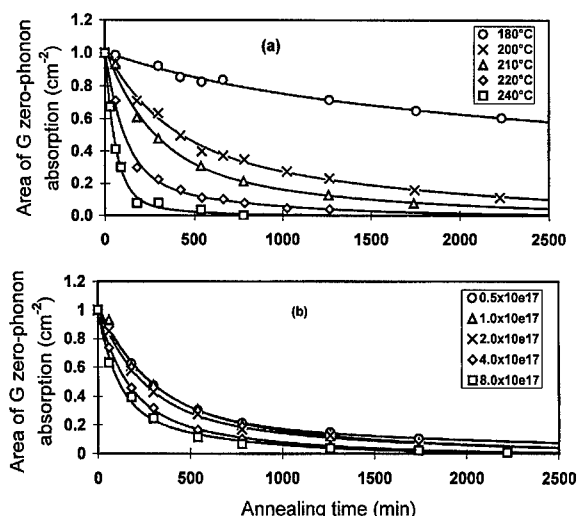 1.2
1.0
0.8
0.6
0.4
0.2
0.0
Area of G zero-phonon
absorption (cm-2)
(a)
180°C
200°C
210°C
220°C
240°C
0 500 1000 1500 2000 2500
1.2
1
0.8
0.6
0.4
0.2
0
Area of G zero-phonon
absorption (cm-2)
(b)
0.5x10e17
1.0x10e17
2.0x10e17
4.0x10e17
8.0x10e17
0 500 1000 1500 2000 2500
Annealing time (min)